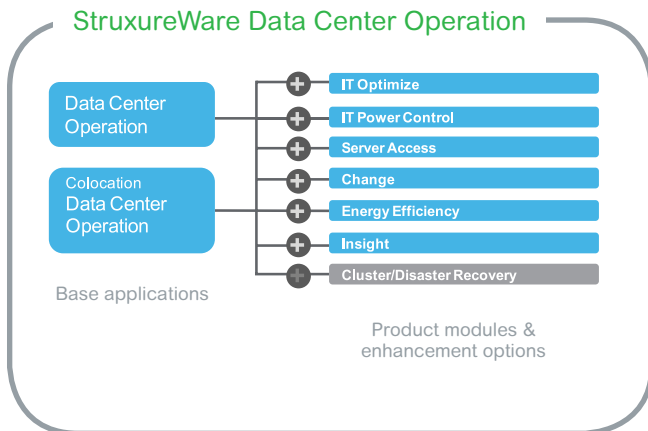 StruxureWare Data Center Operation
Data Center
Operation
Colocation
Data Center
Operation
Base applications
IT Optimize
IT Power Control
Server Access
Change
Energy Efficiency
Insight
Cluster/Disaster Recovery
Product modules &
enhancement options